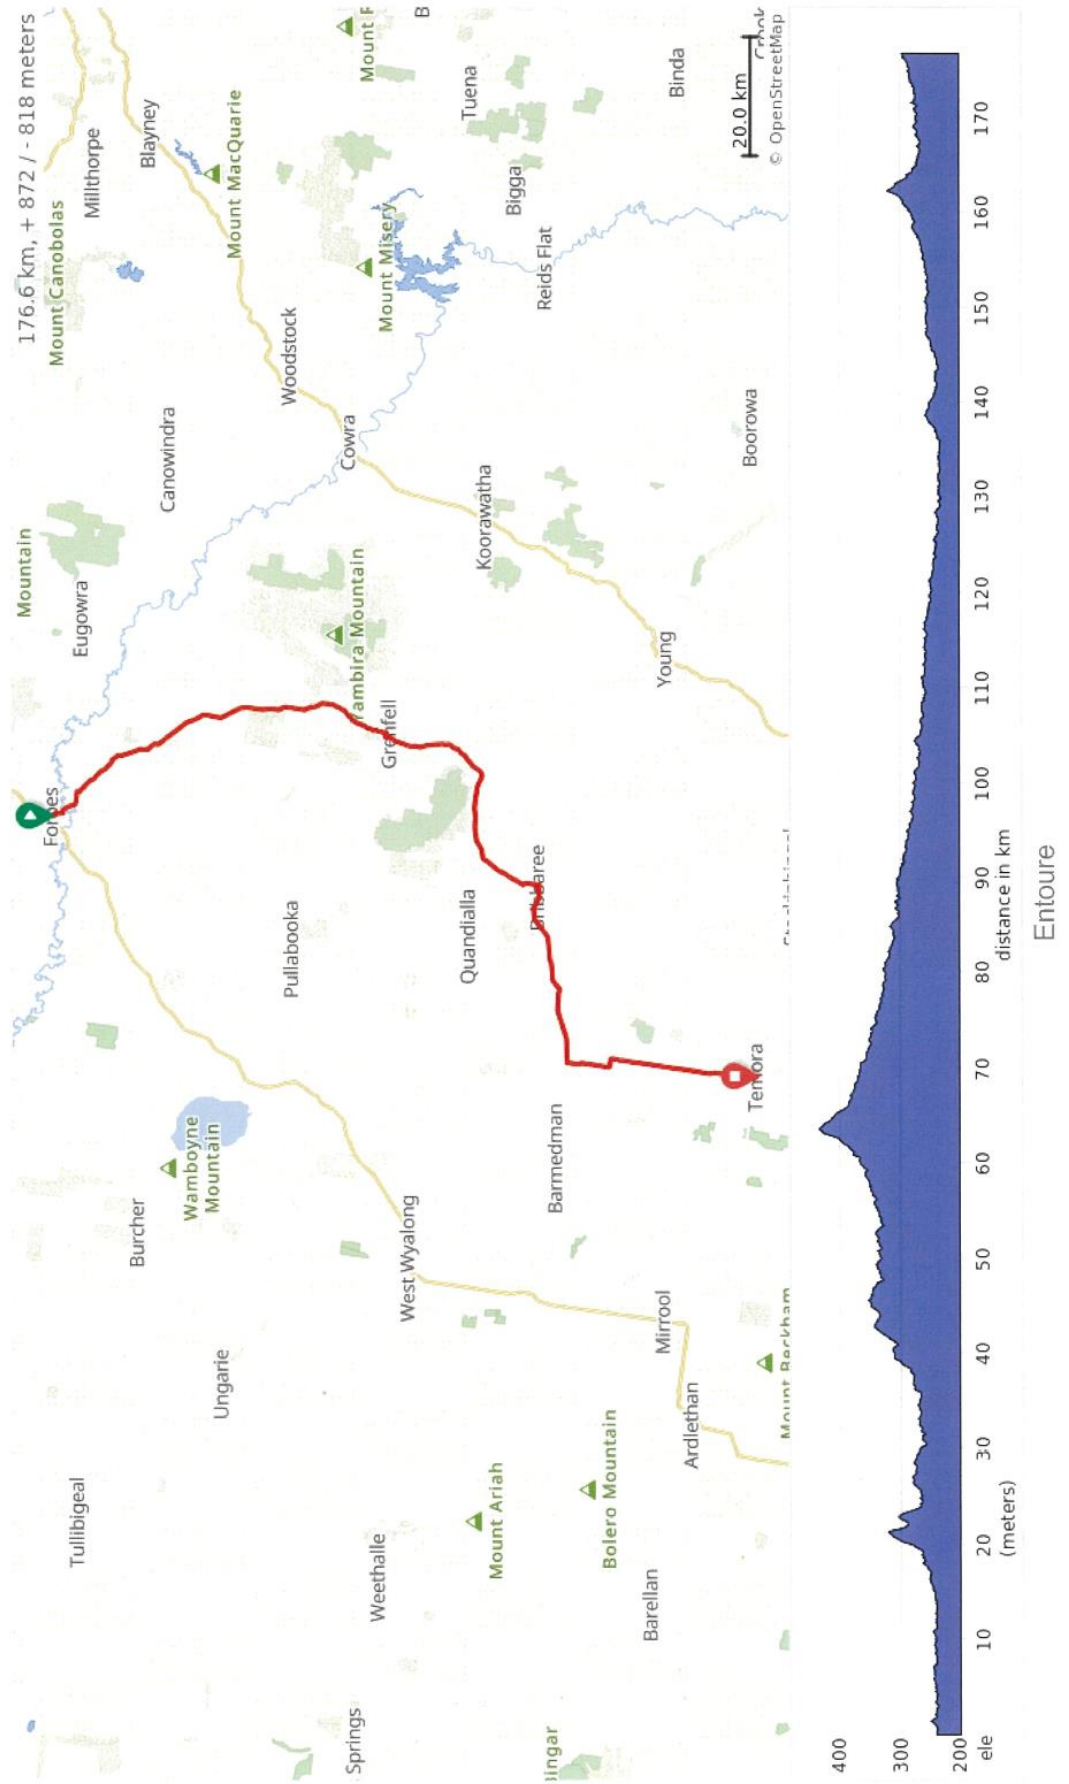 176.6 km, + 872 / - 818 meters
Mount Canobolas
Millthorpe
Blayney
Mount MacQuarie
Mountain
Eugowra
Canowindra
Woodstock
Cowra
Mount Misery
Tuena
Bigga
Reids Flat
Binda
Forbes
Grenfell
Koorawatha
Boorowa
Young
Pullabooka
Quandialla
Wamboyne
Mountain
Burcher
West Wyalong
Barmedman
Temora
Ungarie
Mirrool
Ardlethan
Mount Beckham
Tullibigeal
Weethalle
Mount Ariah
Bolero Mountain
Barellan
Springs
20.0 km
© OpenStreetMap
400
300
200
ele
(meters)
10 20 30 40 50 60 70 80 90 100 110 120 130 140 150 160 170
distance in km
Entoure